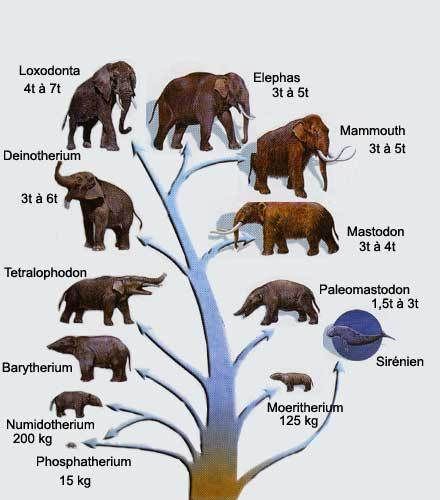 Loxodonta
4t à 7t
Elephas
3t à 5t
Mammouth
3t à 5t
Deinotherium
3t à 6t
Mastodon
3t à 4t
Tetralophodon
Paleomastodon
1,5t à 3t
Barytherium
Sirénien
Numidotherium
200 kg
Moeritherium
125 kg
Phosphatherium
15 kg